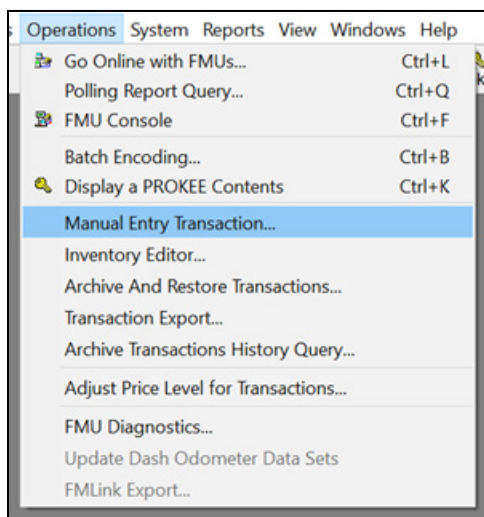 Operations System Reports View Windows Help
Go Online with FMUs... Ctrl+L
Polling Report Query... Ctrl+Q
FMU Console Ctrl+F
Batch Encoding... Ctrl+B
Display a PROKEE Contents Ctrl+K
Manual Entry Transaction...
Inventory Editor...
Archive And Restore Transactions...
Transaction Export...
Archive Transactions History Query...
Adjust Price Level for Transactions...
FMU Diagnostics...
Update Dash Odometer Data Sets
FMLink Export...